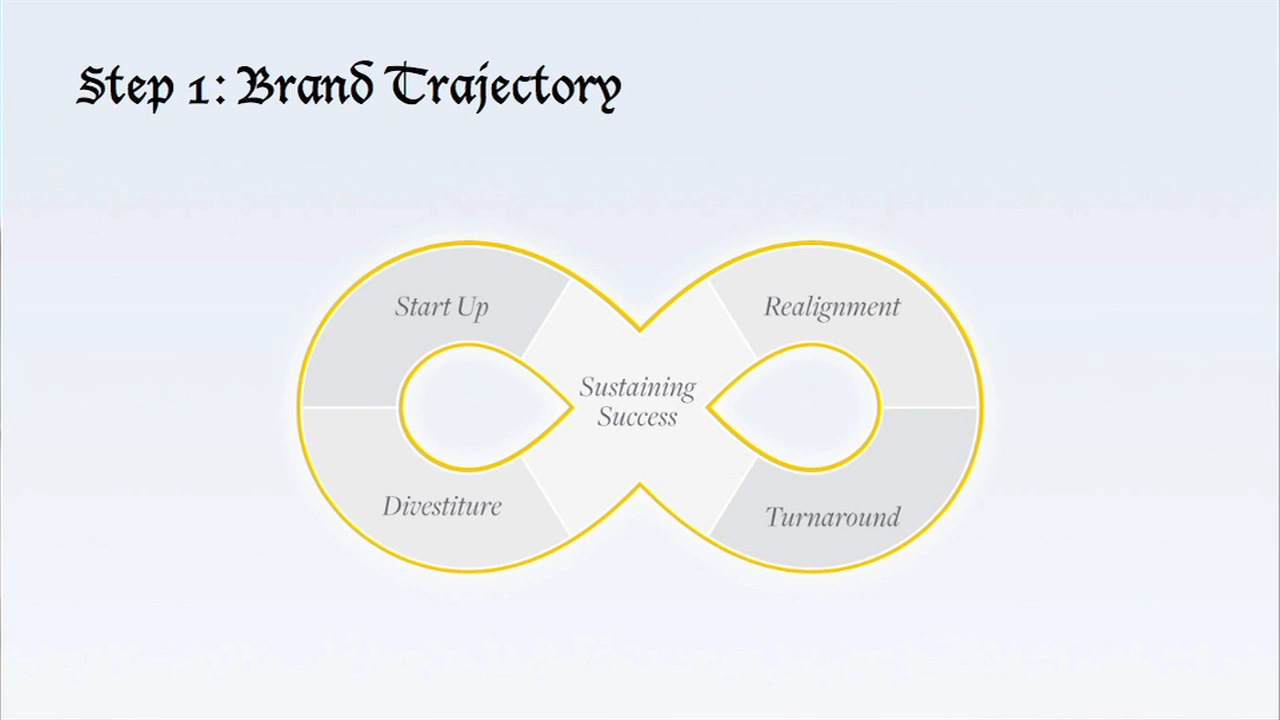 Step 1: Brand Trajectory
Start Up
Realignment
Sustaining
Success
Divestiture
Turnaround